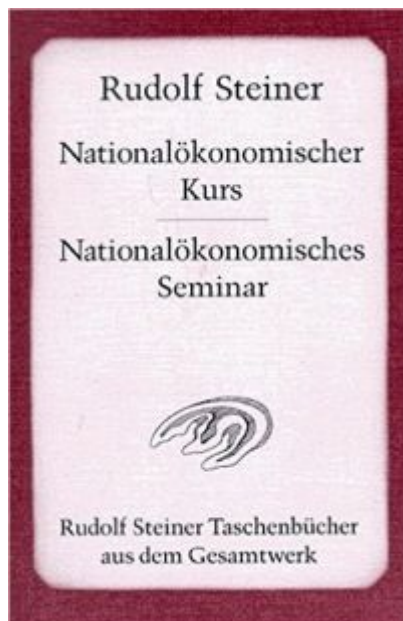 Rudolf Steiner
Nationalökonomischer
Kurs
Nationalökonomisches
Seminar
Rudolf Steiner Taschenbücher
aus dem Gesamtwerk